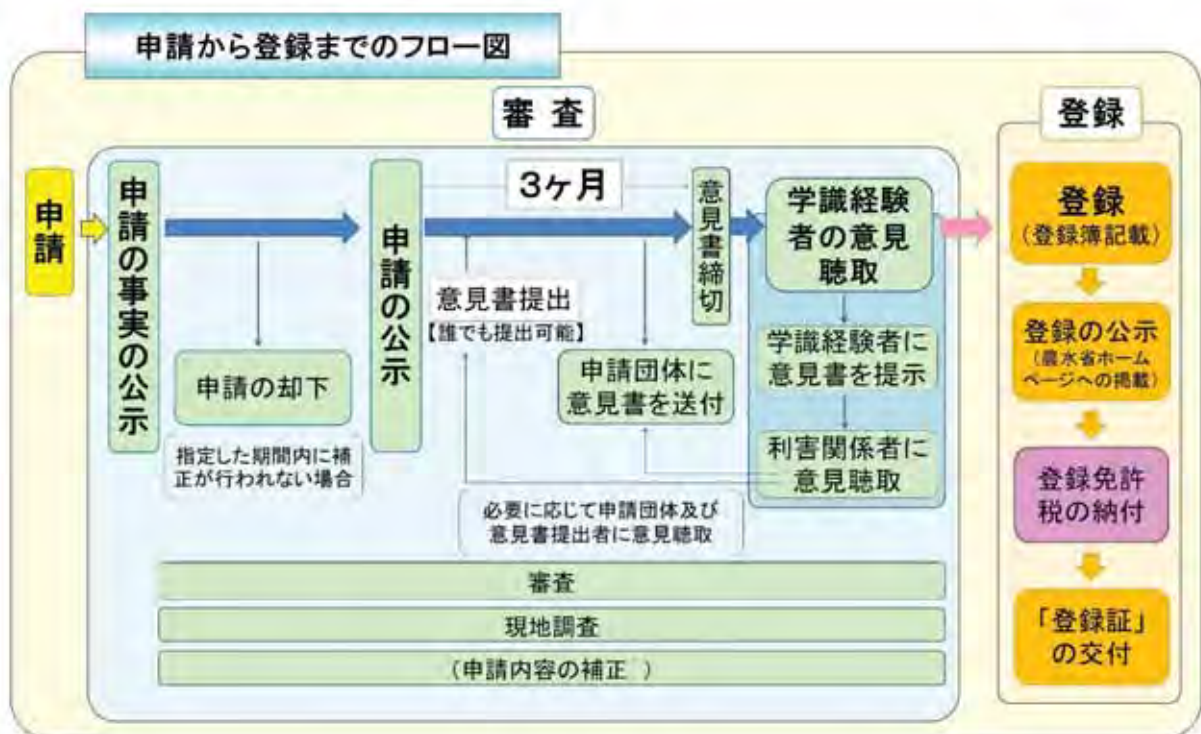 申請から登録までのフロー図
審 査
登録
申請
申請の事実の公示
申請の公示
3ヶ月
意見書締切
学識経験
者の意見
聴取
意見書提出
【誰でも提出可能】
申請の却下
指定した期間内に補
正が行われない場合
申請団体に
意見書を送付
学識経験者に
意見書を提示
利害関係者に
意見聴取
必要に応じて申請団体及び
意見書提出者に意見聴取
審査
現地調査
(申請内容の補正 )
登録
(登録簿記載)
登録の公示
(農水省ホーム
ページへの掲載)
登録免許
税の納付
「登録証」
の交付